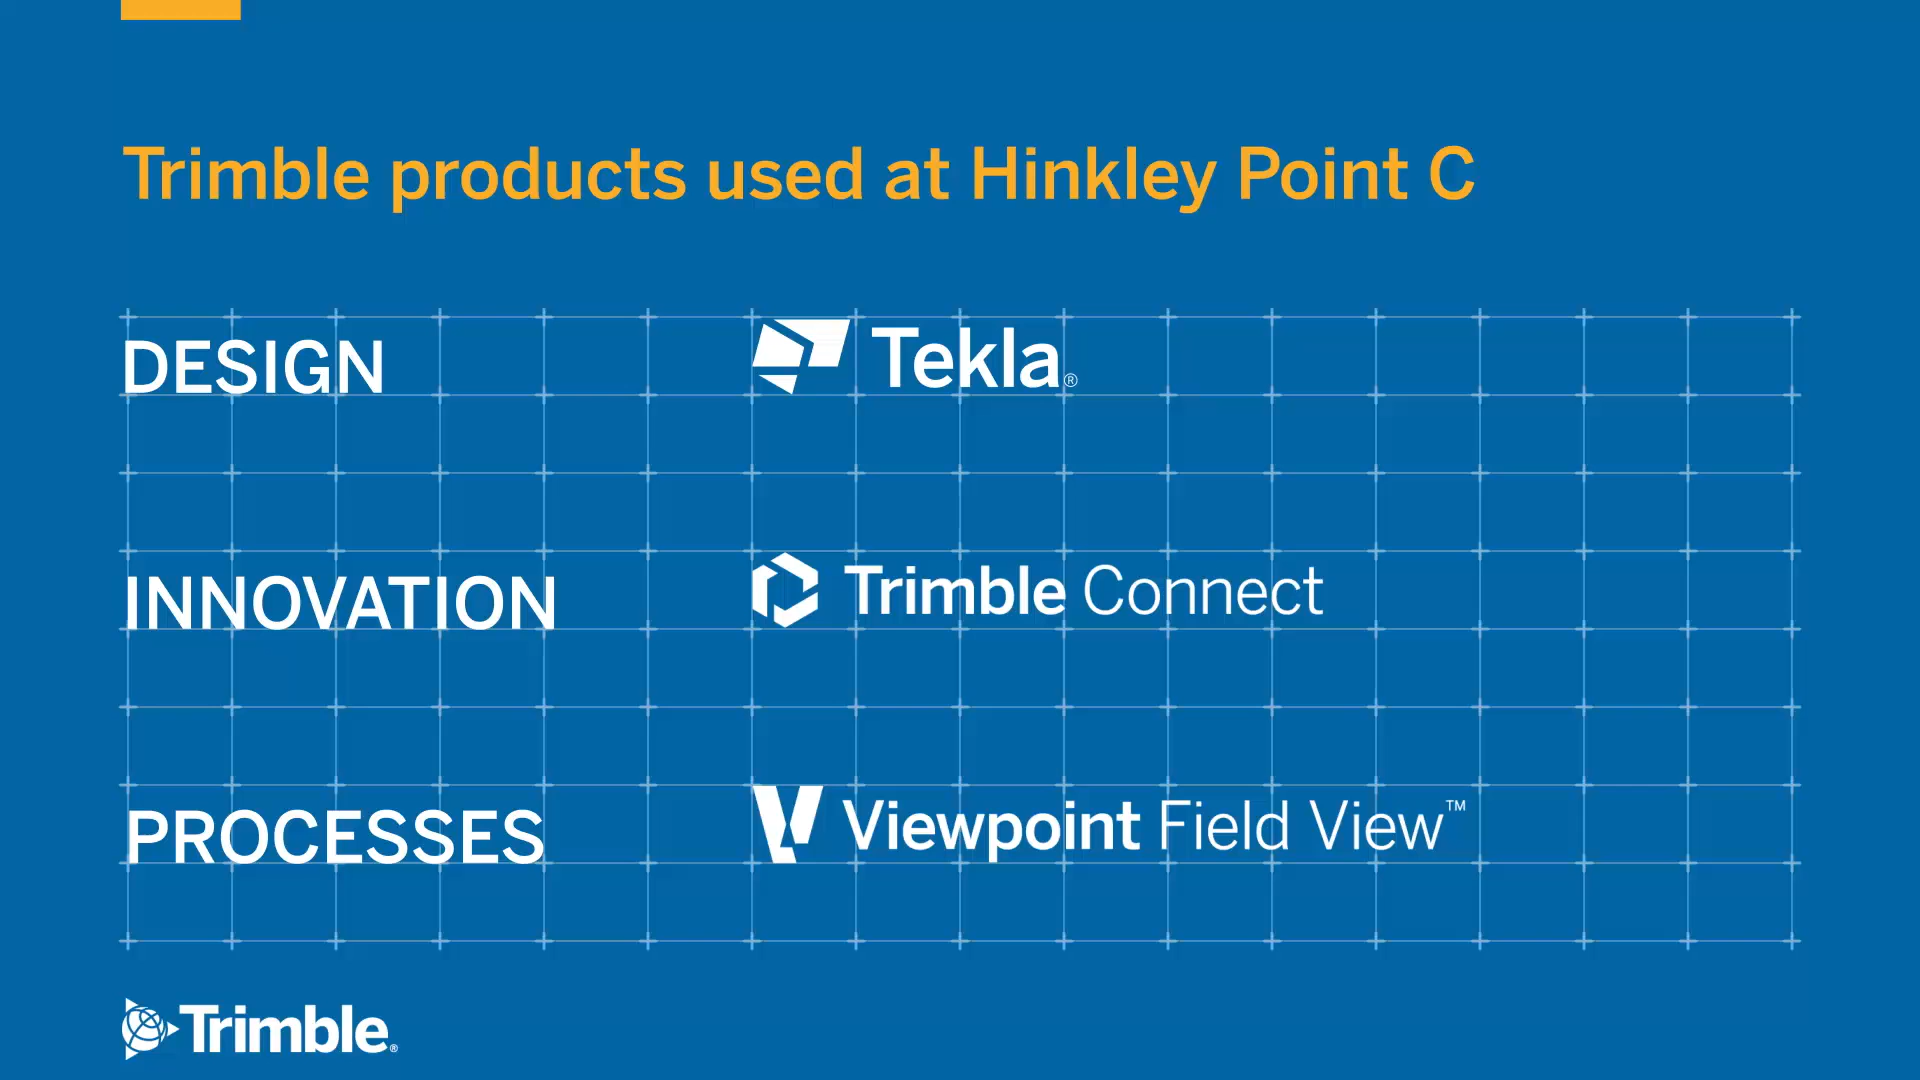 Trimble products used at Hinkley Point C
DESIGN
Tekla®
INNOVATION
Trimble Connect
PROCESSES
Viewpoint Field View™
Trimble®